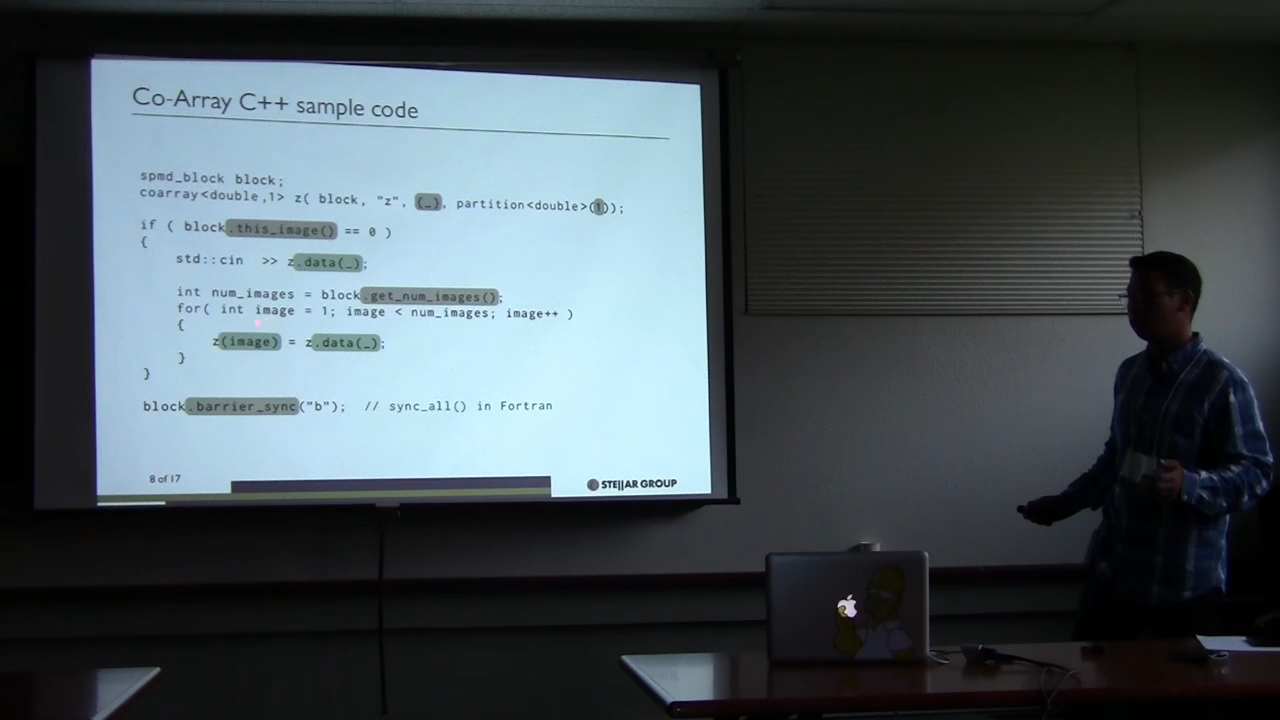 Co-Array C++ sample code
spmd_block block;
coarray<double,1> z( block, "z", {_}, partition<double>(1));
if ( block.this_image() == 0 )
{
std::cin >> z.data(_);
int num_images = block.get_num_images();
for( int image = 1; image < num_images; image++ )
{
z(image) = z.data(_);
}
}
block.barrier_sync("b"); // sync_all() in Fortran
8 of 17
STE||AR GROUP